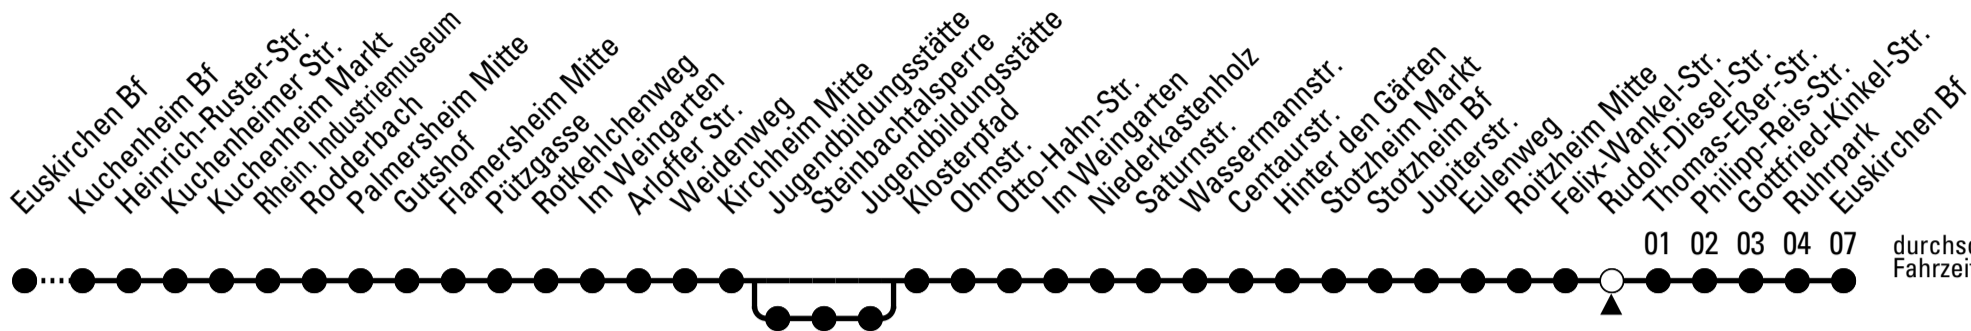 Euskirchen Bf
Kuchenheim Bf
Heinrich-Ruster-Str.
Kuchenheimer Str.
Kuchenheim Markt
Rhein. Industriemuseum
Rodderbach
Palmersheim Mitte
Gutshof
Flamersheim Mitte
Pützgasse
Rotkehlchenweg
Im Weingarten
Arloffer Str.
Weidenweg
Kirchheim Mitte
Jugendbildungsstätte
Steinbachtalsperre
Jugendbildungsstätte
Klosterpfad
Ohmstr.
Otto-Hahn-Str.
Im Weingarten
Niederkastenholz
Saturnstr.
Wassermannstr.
Centaurstr.
Hinter den Gärten
Stotzheim Markt
Stotzheim Bf
Jupiterstr.
Eulenweg
Roitzheim Mitte
Felix-Wankel-Str.
Rudolf-Diesel-Str.
Thomas-Eßer-Str.
Philipp-Reis-Str.
Gottfried-Kinkel-Str.
Ruhrpark
Euskirchen Bf
01 02 03 04 07